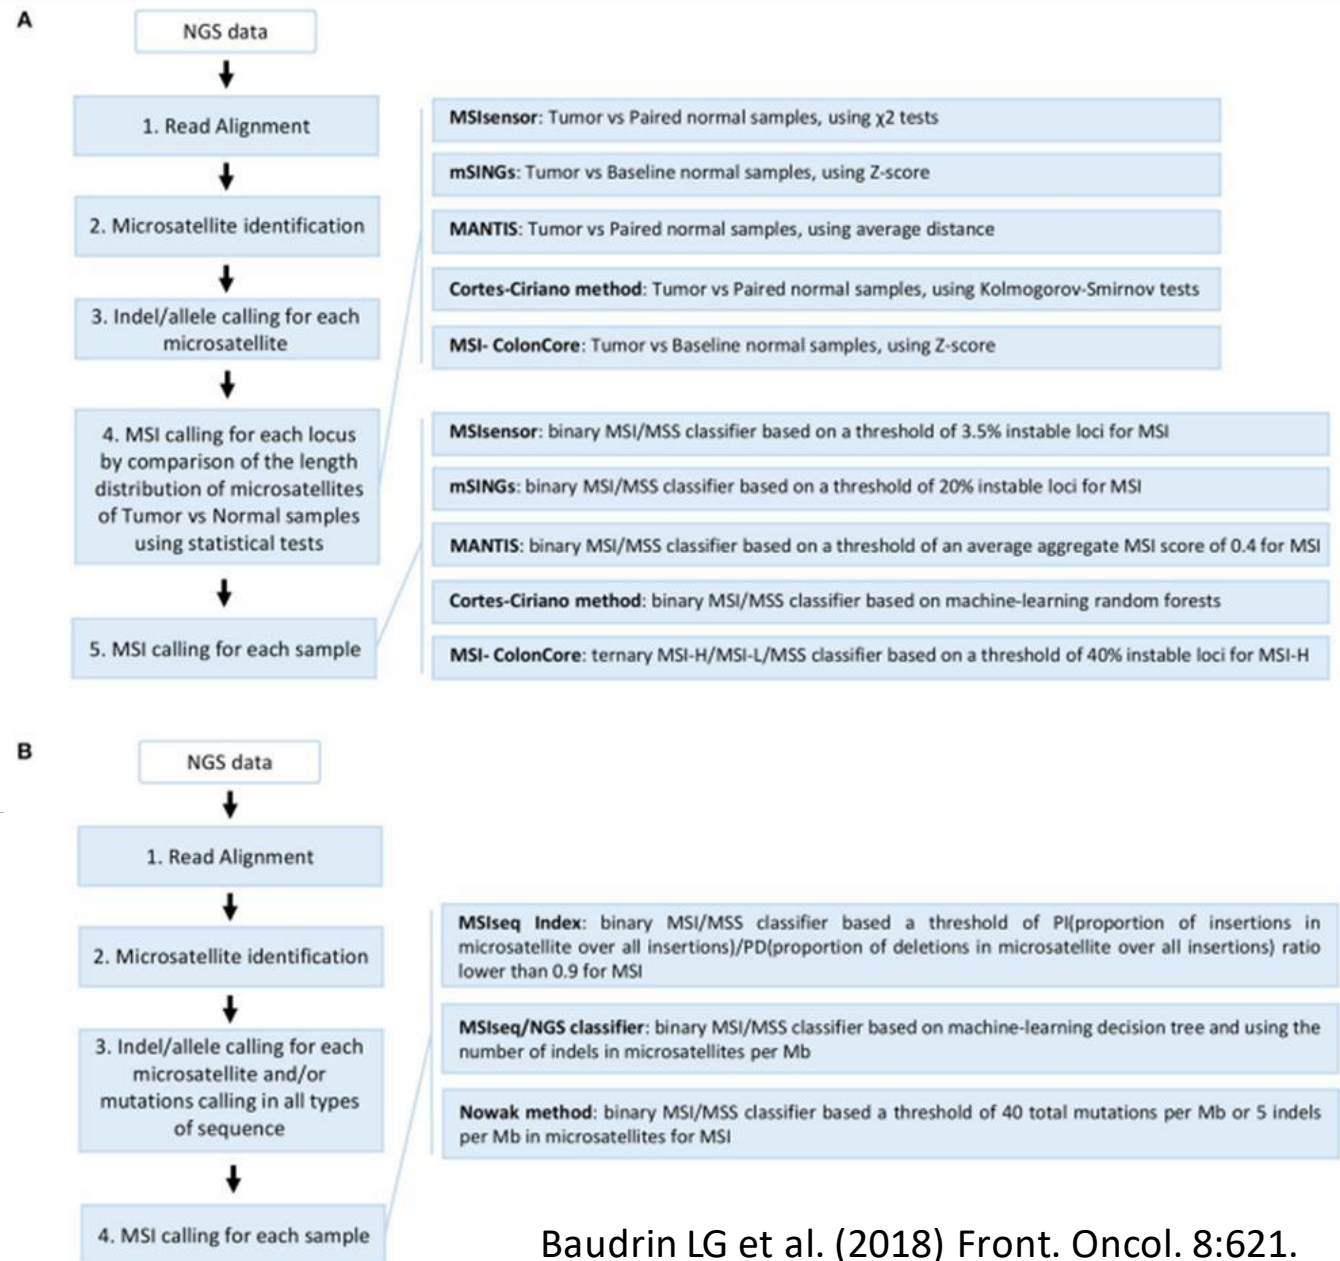 A
NGS data
1. Read Alignment
2. Microsatellite identification
3. Indel/allele calling for each
microsatellite
4. MSI calling for each locus
by comparison of the length
distribution of microsatellites
of Tumor vs Normal samples
using statistical tests
5. MSI calling for each sample
MSIsensor: Tumor vs Paired normal samples, using χ2 tests
mSINGs: Tumor vs Baseline normal samples, using Z-score
MANTIS: Tumor vs Paired normal samples, using average distance
Cortes-Ciriano method: Tumor vs Paired normal samples, using Kolmogorov-Smirnov tests
MSI- ColonCore: Tumor vs Baseline normal samples, using Z-score
MSIsensor: binary MSI/MSS classifier based on a threshold of 3.5% instable loci for MSI
mSINGs: binary MSI/MSS classifier based on a threshold of 20% instable loci for MSI
MANTIS: binary MSI/MSS classifier based on a threshold of an average aggregate MSI score of 0.4 for MSI
Cortes-Ciriano method: binary MSI/MSS classifier based on machine-learning random forests
MSI- ColonCore: ternary MSI-H/MSI-L/MSS classifier based on a threshold of 40% instable loci for MSI-H
B
NGS data
1. Read Alignment
2. Microsatellite identification
3. Indel/allele calling for each
microsatellite and/or
mutations calling in all types
of sequence
4. MSI calling for each sample
MSIseq Index: binary MSI/MSS classifier based a threshold of PI(proportion of insertions in
microsatellite over all insertions)/PD(proportion of deletions in microsatellite over all insertions) ratio
lower than 0.9 for MSI
MSIseq/NGS classifier: binary MSI/MSS classifier based on machine-learning decision tree and using the
number of indels in microsatellites per Mb
Nowak method: binary MSI/MSS classifier based a threshold of 40 total mutations per Mb or 5 indels
per Mb in microsatellites for MSI
Baudrin LG et al. (2018) Front. Oncol. 8:621.